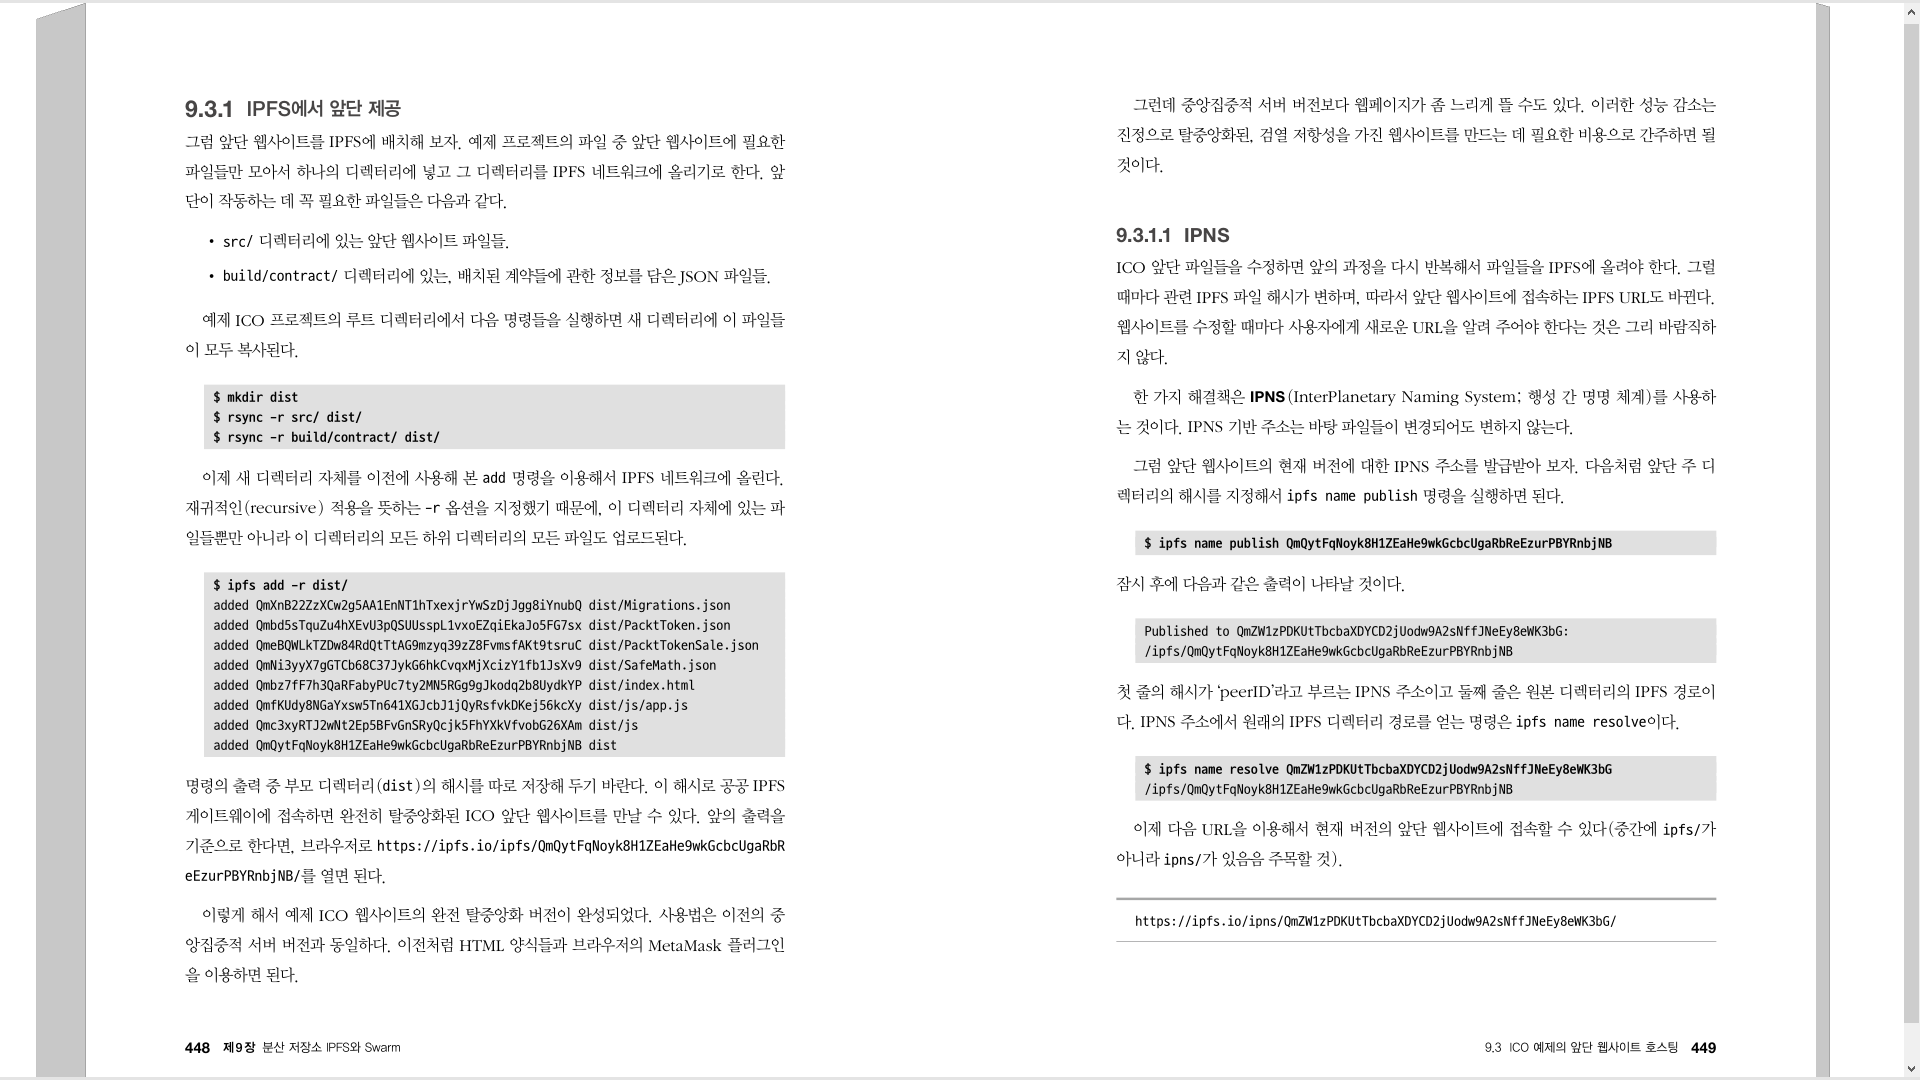 9.3.1 IPFS에서 앞단 제공
그럼 앞단 웹사이트를 IPFS에 배치해 보자. 예제 프로젝트의 파일 중 앞단 웹사이트에 필요한
파일들만 모아서 하나의 디렉터리에 넣고 그 디렉터리를 IPFS 네트워크에 올리기로 한다. 앞
단이 작동하는 데 꼭 필요한 파일들은 다음과 같다.
• src/ 디렉터리에 있는 앞단 웹사이트 파일들.
• build/contract/ 디렉터리에 있는, 배치된 계약들에 관한 정보를 담은 JSON 파일들.
예제 ICO 프로젝트의 루트 디렉터리에서 다음 명령들을 실행하면 새 디렉터리에 이 파일들
이 모두 복사된다.
$ mkdir dist
$ rsync -r src/ dist/
$ rsync -r build/contract/ dist/
이제 새 디렉터리 자체를 이전에 사용해 본 add 명령을 이용해서 IPFS 네트워크에 올린다.
재귀적인(recursive) 적용을 뜻하는 -r 옵션을 지정했기 때문에, 이 디렉터리 자체에 있는 파
일들뿐만 아니라 이 디렉터리의 모든 하위 디렉터리의 모든 파일도 업로드된다.
$ ipfs add -r dist/
added QmXnB22ZzXCw2g5AA1EnNT1hTxexjrYwSzDjJgg8iYnubQ dist/Migrations.json
added Qmbd5sTquZu4hXEvU3pQSUUsspL1vxoEZqiEkaJo5FG7sx dist/PacktToken.json
added QmeBQWLkTZDw84RdQtTtAG9mzyq39zZ8FvmsfAKt9tsruC dist/PacktTokenSale.json
added QmNi3yyX7gGTCb68C37JykG6hkCvqxMjXcizY1fb1JsXv9 dist/SafeMath.json
added Qmbz7fF7h3QaRFabyPUc7ty2MN5RGg9gJkodq2b8UydkYP dist/index.html
added QmfKUdy8NGaYxsw5Tn641XGJcbJ1jQyRsfvkDKej56kcXy dist/js/app.js
added Qmc3xyRTJ2wNt2Ep5BFvGnSRyQcjk5FhYXkVfvobG26XAm dist/js
added QmQytFqNoyk8H1ZEaHe9wkGcbcUgaRbReEzurPBYRnbjNB dist
명령의 출력 중 부모 디렉터리(dist)의 해시를 따로 저장해 두기 바란다. 이 해시로 공공 IPFS
게이트웨이에 접속하면 완전히 탈중앙화된 ICO 앞단 웹사이트를 만날 수 있다. 앞의 출력을
기준으로 한다면, 브라우저로 https://ipfs.io/ipfs/QmQytFqNoyk8H1ZEaHe9wkGcbcUgaRbR
eEzurPBYRnbjNB/를 열면 된다.
이렇게 해서 예제 ICO 웹사이트의 완전 탈중앙화 버전이 완성되었다. 사용법은 이전의 중
앙집중적 서버 버전과 동일하다. 이전처럼 HTML 양식들과 브라우저의 MetaMask 플러그인
을 이용하면 된다.
448 제9장 분산 저장소 IPFS와 Swarm
그런데 중앙집중적 서버 버전보다 웹페이지가 좀 느리게 뜰 수도 있다. 이러한 성능 감소는
진정으로 탈중앙화된, 검열 저항성을 가진 웹사이트를 만드는 데 필요한 비용으로 간주하면 될
것이다.
9.3.1.1 IPNS
ICO 앞단 파일들을 수정하면 앞의 과정을 다시 반복해서 파일들을 IPFS에 올려야 한다. 그럴
때마다 관련 IPFS 파일 해시가 변하며, 따라서 앞단 웹사이트에 접속하는 IPFS URL도 바뀐다.
웹사이트를 수정할 때마다 사용자에게 새로운 URL을 알려 주어야 한다는 것은 그리 바람직하
지 않다.
한 가지 해결책은 IPNS(InterPlanetary Naming System; 행성 간 명명 체계)를 사용하
는 것이다. IPNS 기반 주소는 바탕 파일들이 변경되어도 변하지 않는다.
그럼 앞단 웹사이트의 현재 버전에 대한 IPNS 주소를 발급받아 보자. 다음처럼 앞단 주 디
렉터리의 해시를 지정해서 ipfs name publish 명령을 실행하면 된다.
$ ipfs name publish QmQytFqNoyk8H1ZEaHe9wkGcbcUgaRbReEzurPBYRnbjNB
잠시 후에 다음과 같은 출력이 나타날 것이다.
Published to QmZW1zPDKUtTbcbaXDYCD2jUodw9A2sNffJNeEy8eWK3bG:
/ipfs/QmQytFqNoyk8H1ZEaHe9wkGcbcUgaRbReEzurPBYRnbjNB
첫 줄의 해시가 ‘peerID’라고 부르는 IPNS 주소이고 둘째 줄은 원본 디렉터리의 IPFS 경로이
다. IPNS 주소에서 원래의 IPFS 디렉터리 경로를 얻는 명령은 ipfs name resolve이다.
$ ipfs name resolve QmZW1zPDKUtTbcbaXDYCD2jUodw9A2sNffJNeEy8eWK3bG
/ipfs/QmQytFqNoyk8H1ZEaHe9wkGcbcUgaRbReEzurPBYRnbjNB
이제 다음 URL을 이용해서 현재 버전의 앞단 웹사이트에 접속할 수 있다(중간에 ipfs/가
아니라 ipns/가 있음음 주목할 것).
https://ipfs.io/ipns/QmZW1zPDKUtTbcbaXDYCD2jUodw9A2sNffJNeEy8eWK3bG/
9.3 ICO 예제의 앞단 웹사이트 호스팅 449